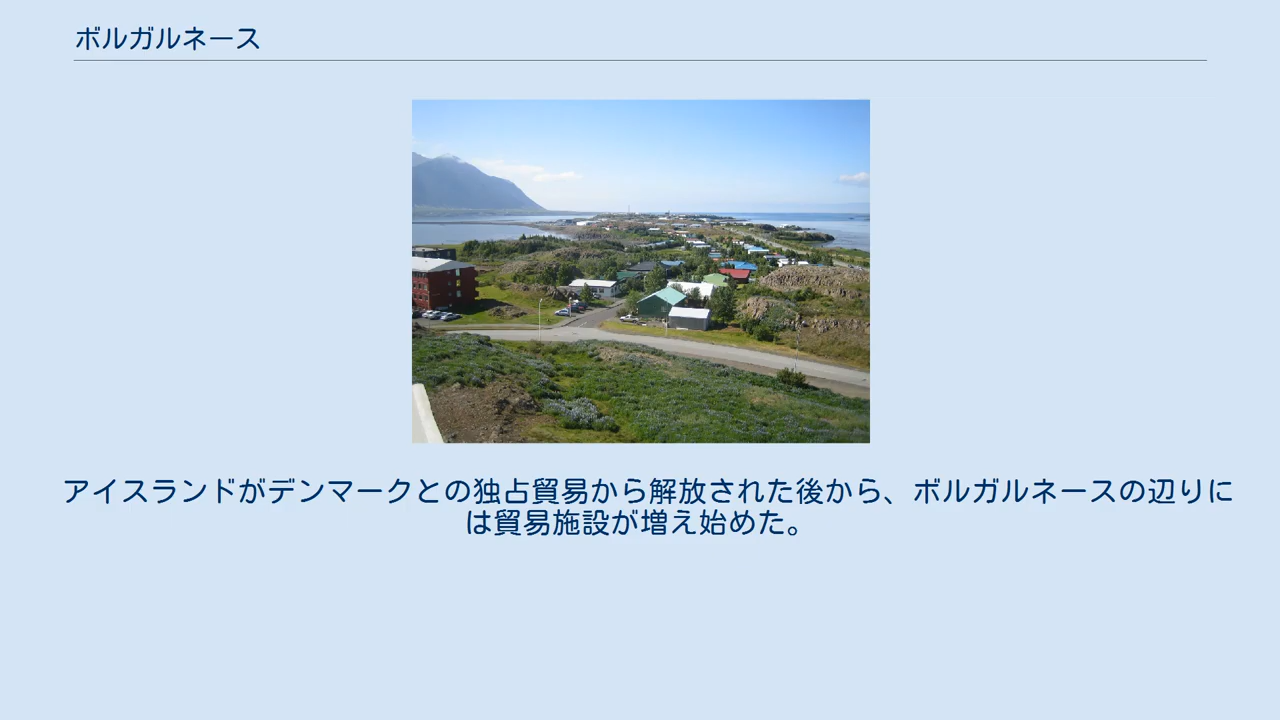 ボルガルネース
アイスランドがデンマークとの独占貿易から解放された後から、ボルガルネースの辺りに
は貿易施設が増え始めた。